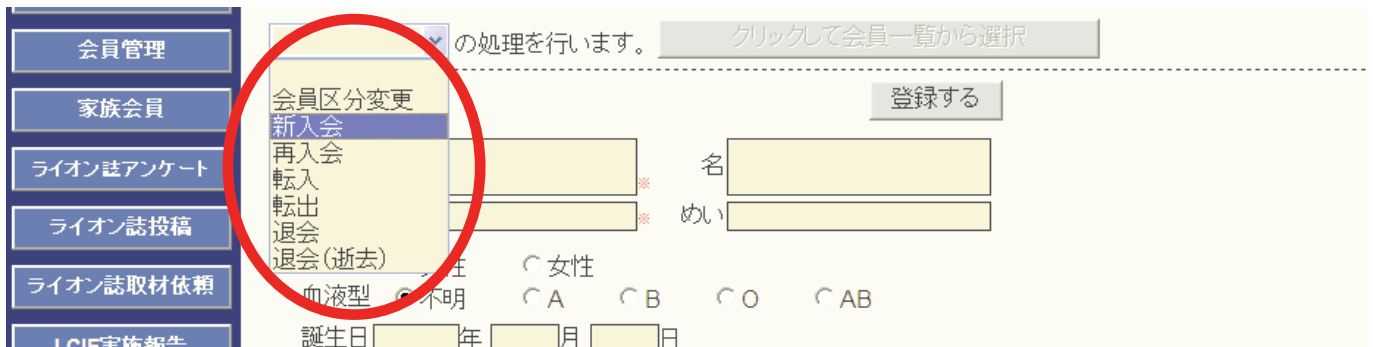 会員管理
家族会員
ライオン誌アンケート
ライオン誌投稿
ライオン誌取材依頼
の処理を行います。
クリックして会員一覧から選択
会員区分変更
新入会
再入会
転入
転出
退会
退会(逝去)
登録する
※ 名
※ めい
女性
血液型 不明 A B O AB
誕生日 年 月 日